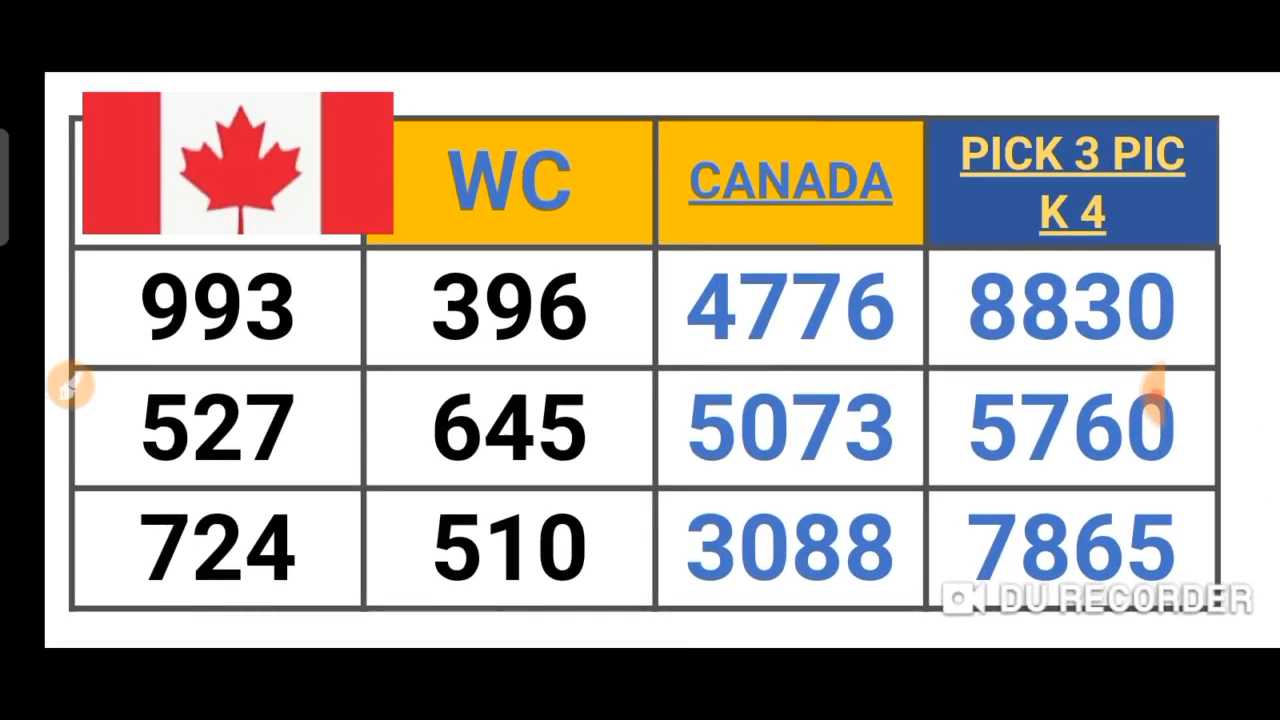 WC
CANADA
PICK 3 PIC
K 4
993 396 4776 8830
527 645 5073 5760
724 510 3088 7865
DU RECORDER